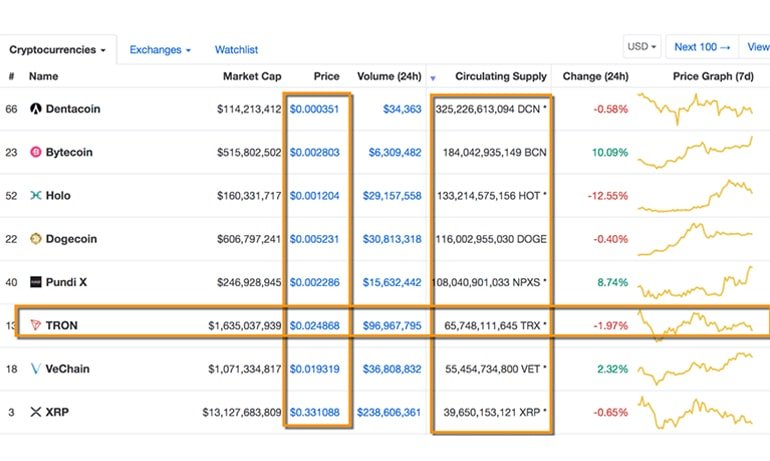 Cryptocurrencies Exchanges Watchlist USD Next 100 → View
# Name Market Cap Price Volume (24h) Circulating Supply Change (24h) Price Graph (7d)
66 Dentacoin $114,213,412 $0.000351 $34,363 325,226,613,094 DCN * -0.58%
23 Bytecoin $515,802,502 $0.002803 $6,309,482 184,042,935,149 BCN 10.09%
52 Holo $160,331,717 $0.001204 $29,157,558 133,214,575,156 HOT * -12.55%
22 Dogecoin $606,797,241 $0.005231 $30,813,318 116,002,955,030 DOGE -0.40%
40 Pundi X $246,928,945 $0.002286 $15,632,442 108,040,901,033 NPXS * 8.74%
13 TRON $1,635,037,939 $0.024868 $96,967,795 65,748,111,645 TRX * -1.97%
18 VeChain $1,071,334,817 $0.019319 $36,808,832 55,454,734,800 VET * 2.32%
3 XRP $13,127,683,809 $0.331088 $238,606,361 39,650,153,121 XRP * -0.65%